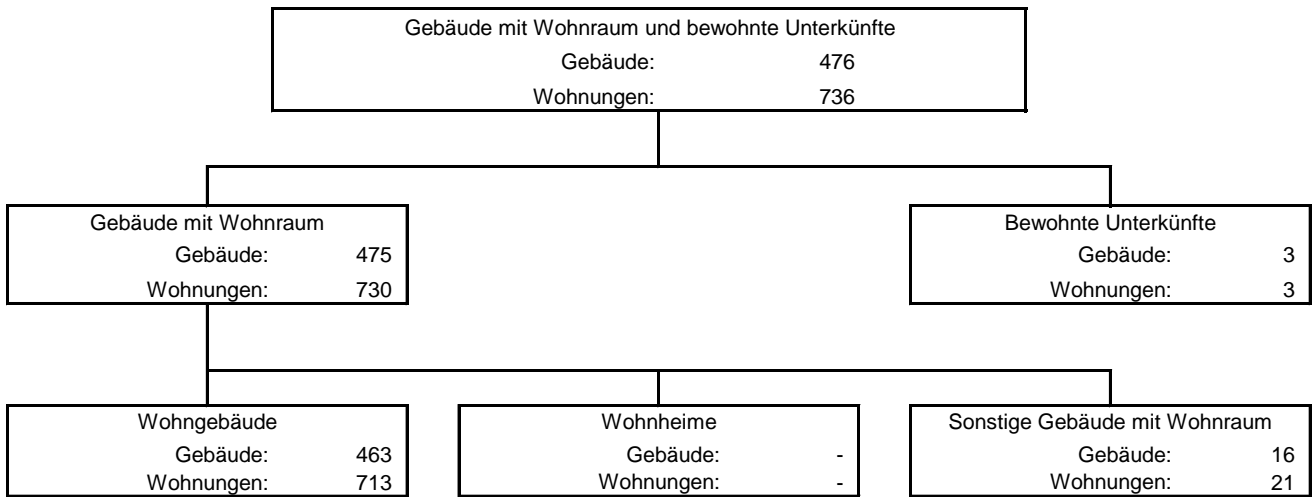 Gebäude mit Wohnraum und bewohnte Unterkünfte
Gebäude: 476
Wohnungen: 736
Gebäude mit Wohnraum
Gebäude: 475
Wohnungen: 730
Bewohnte Unterkünfte
Gebäude: 3
Wohnungen: 3
Wohngebäude
Gebäude: 463
Wohnungen: 713
Wohnheime
Gebäude: -
Wohnungen: -
Sonstige Gebäude mit Wohnraum
Gebäude: 16
Wohnungen: 21